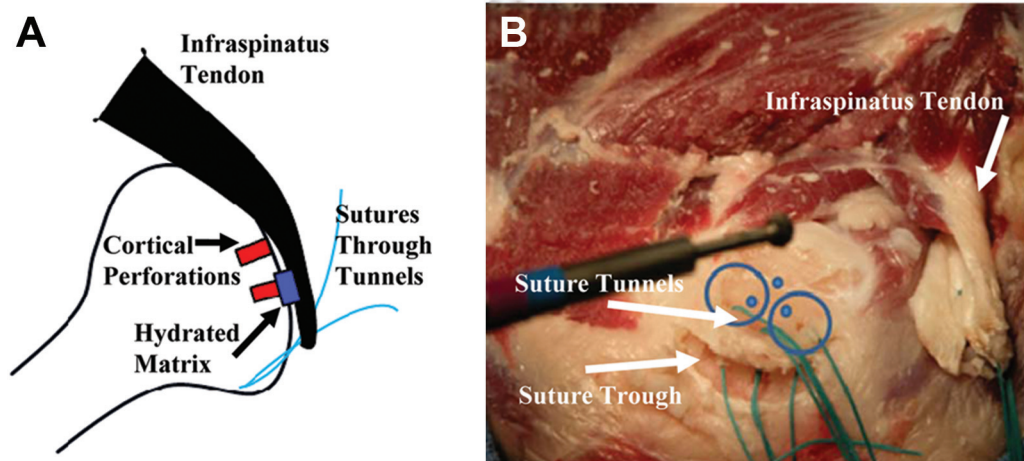 A
Infraspinatus
Tendon
Cortical
Perforations
Sutures
Through
Tunnels
Hydrated
Matrix
B
Infraspinatus Tendon
Suture Tunnels
Suture Trough